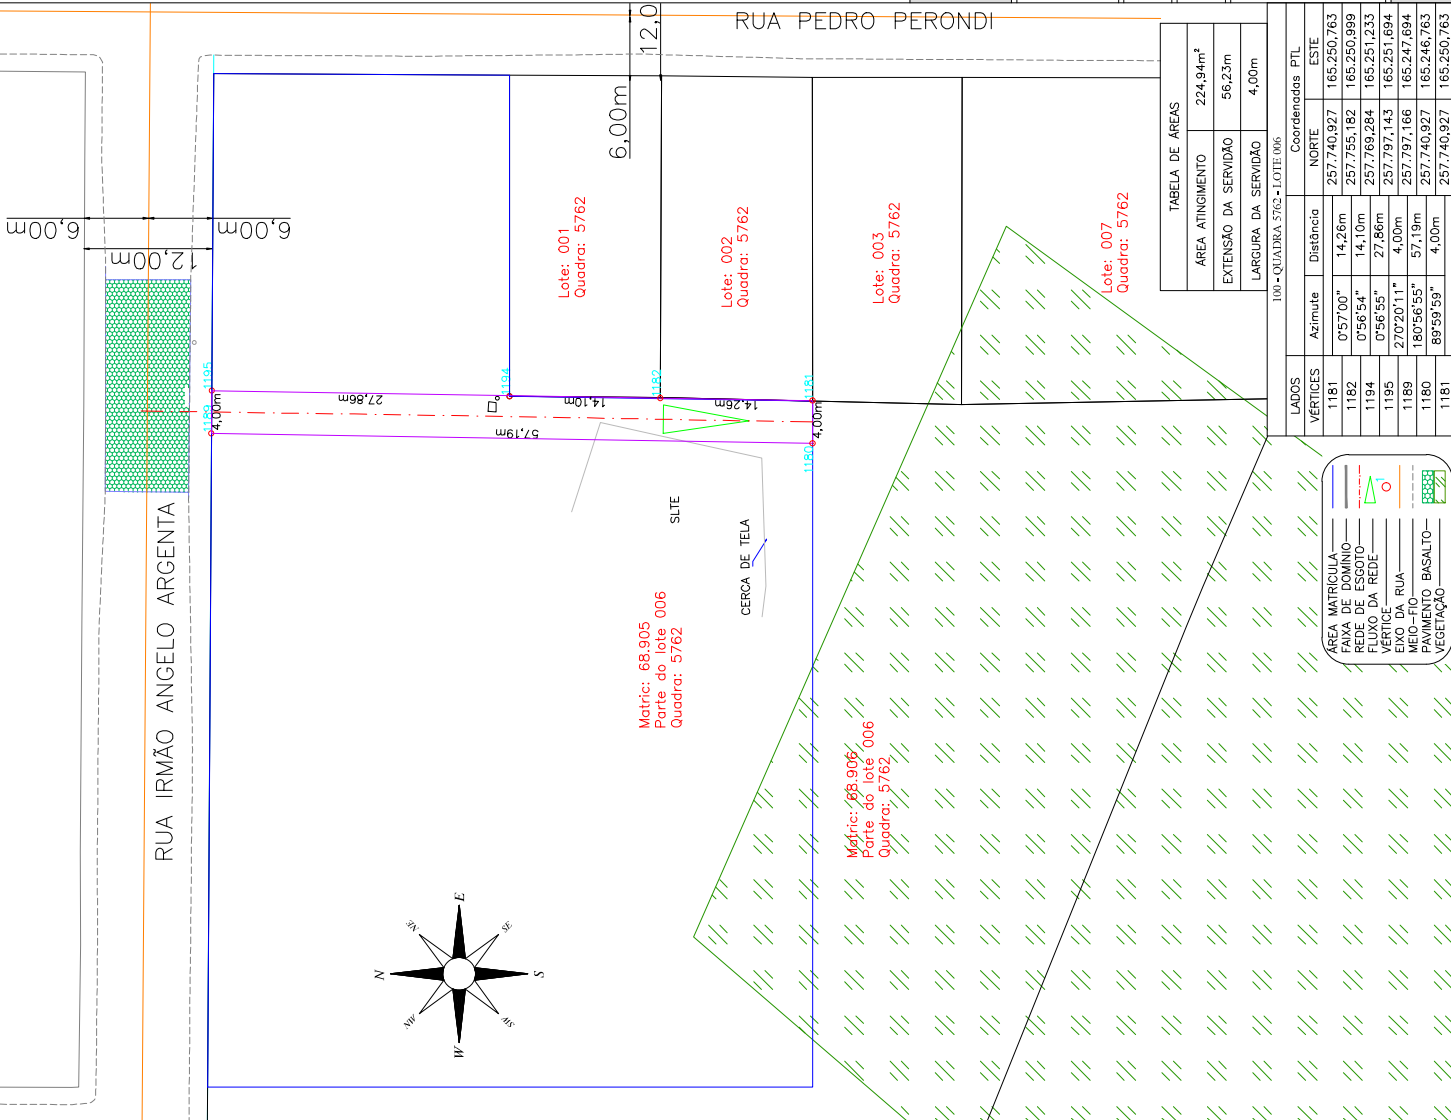 RUA PEDRO PERONDI
12,0
6,00m
6,00m
12,00m
6,00m
RUA IRMÃO ANGELO ARGENTA
Lote: 001
Quadra: 5762
Lote: 002
Quadra: 5762
Lote: 003
Quadra: 5762
Lote: 007
Quadra: 5762
1195
1189
4,00m
27,86m
1194
14,10m
1182
14,26m
1181
4,00m
1180
57,19m
SLTE
CERCA DE TELA
Matric: 68.905
Parte do lote 006
Quadra: 5762
Matric: 68.906
Parte do lote 006
Quadra: 5762
N
NE
E
SE
S
SW
W
NW
TABELA DE ÁREAS
ÁREA ATINGIMENTO 224,94m²
EXTENSÃO DA SERVIDÃO 56,23m
LARGURA DA SERVIDÃO 4,00m
100 - QUADRA 5762 - LOTE 006
LADOS Coordenadas PTL
VÉRTICES Azimute Distância NORTE ESTE
1181 0°57'00" 14,26m 257.740,927 165.250,763
1182 0°56'54" 14,10m 257.755,182 165.250,999
1194 0°56'55" 27,86m 257.769,284 165.251,233
1195 270°20'11" 4,00m 257.797,143 165.251,694
1189 180°56'55" 57,19m 257.797,166 165.247,694
1180 89°59'59" 4,00m 257.740,927 165.246,763
1181 257.740,927 165.250,763
ÁREA MATRÍCULA
FAIXA DE DOMÍNIO
REDE DE ESGOTO
FLUXO DA REDE
VÉRTICE 1
EIXO DA RUA
MEIO-FIO
PAVIMENTO BASALTO
VEGETAÇÃO